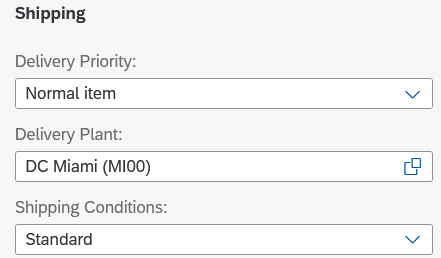 Shipping
Delivery Priority:
Normal item
Delivery Plant:
DC Miami (MI00)
Shipping Conditions:
Standard